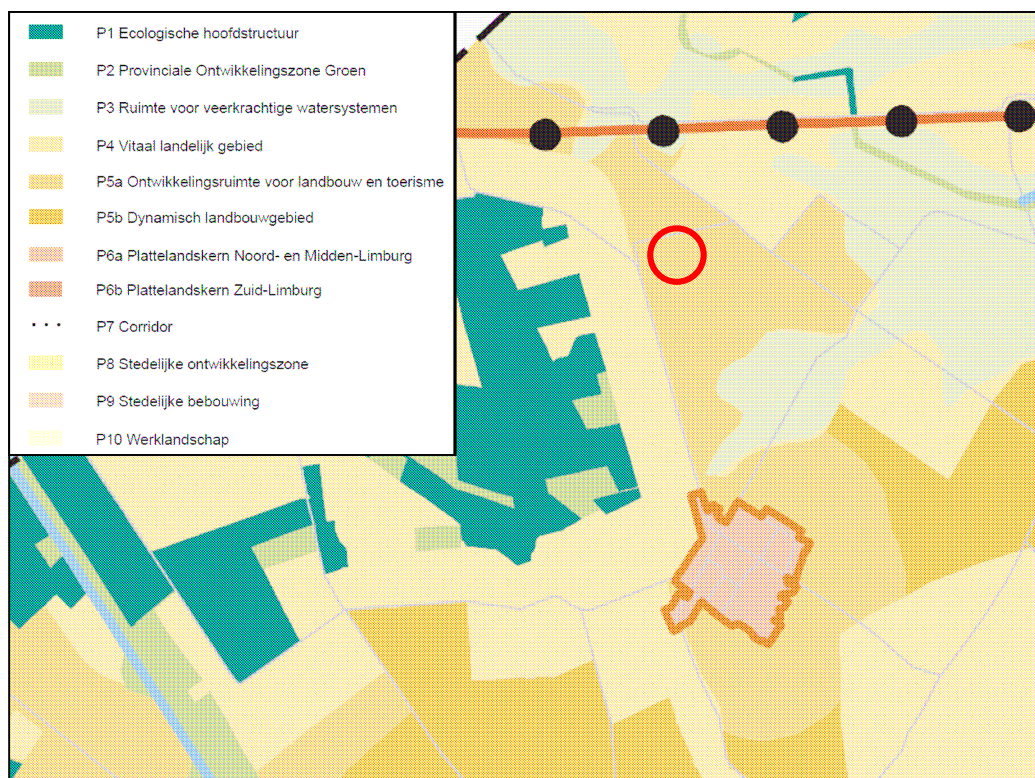 P1 Ecologische hoofdstructuur
P2 Provinciale Ontwikkelingszone Groen
P3 Ruimte voor veerkrachtige watersystemen
P4 Vitaal landelijk gebied
P5a Ontwikkelingsruimte voor landbouw en toerisme
P5b Dynamisch landbouwgebied
P6a Plattelandskern Noord- en Midden-Limburg
P6b Plattelandskern Zuid-Limburg
P7 Corridor
P8 Stedelijke ontwikkelingszone
P9 Stedelijke bebouwing
P10 Werklandschap